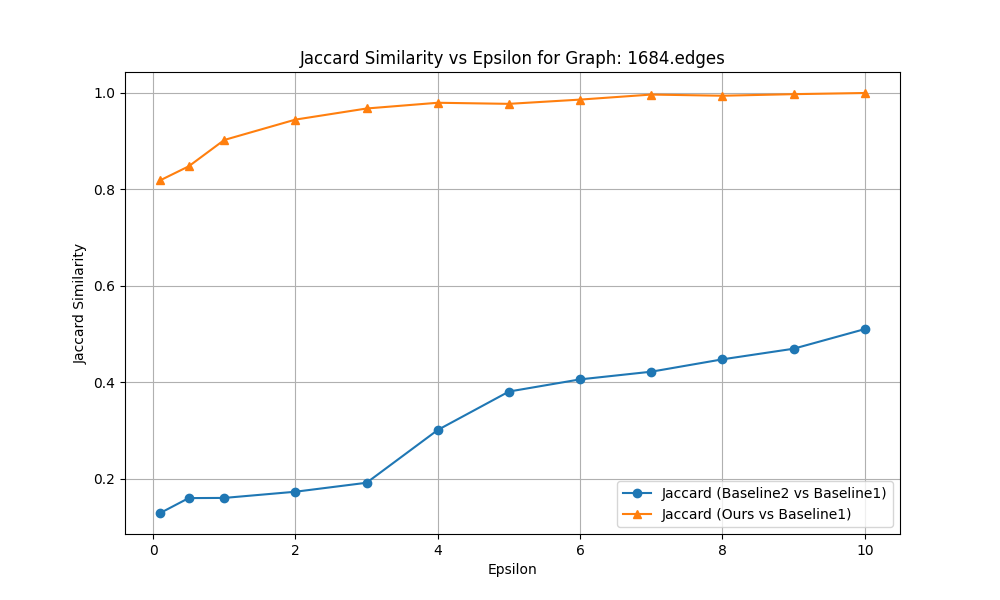 Jaccard Similarity vs Epsilon for Graph: 1684.edges
Jaccard Similarity
1.0
0.8
0.6
0.4
0.2
Jaccard (Baseline2 vs Baseline1)
Jaccard (Ours vs Baseline1)
0 2 4 6 8 10
Epsilon